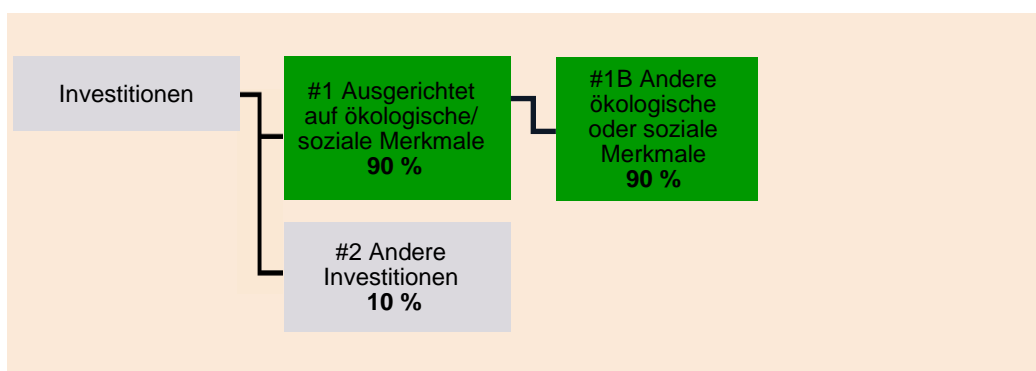 Investitionen
#1 Ausgerichtet
auf ökologische/
soziale Merkmale
90 %
#1B Andere
ökologische
oder soziale
Merkmale
90 %
#2 Andere
Investitionen
10 %